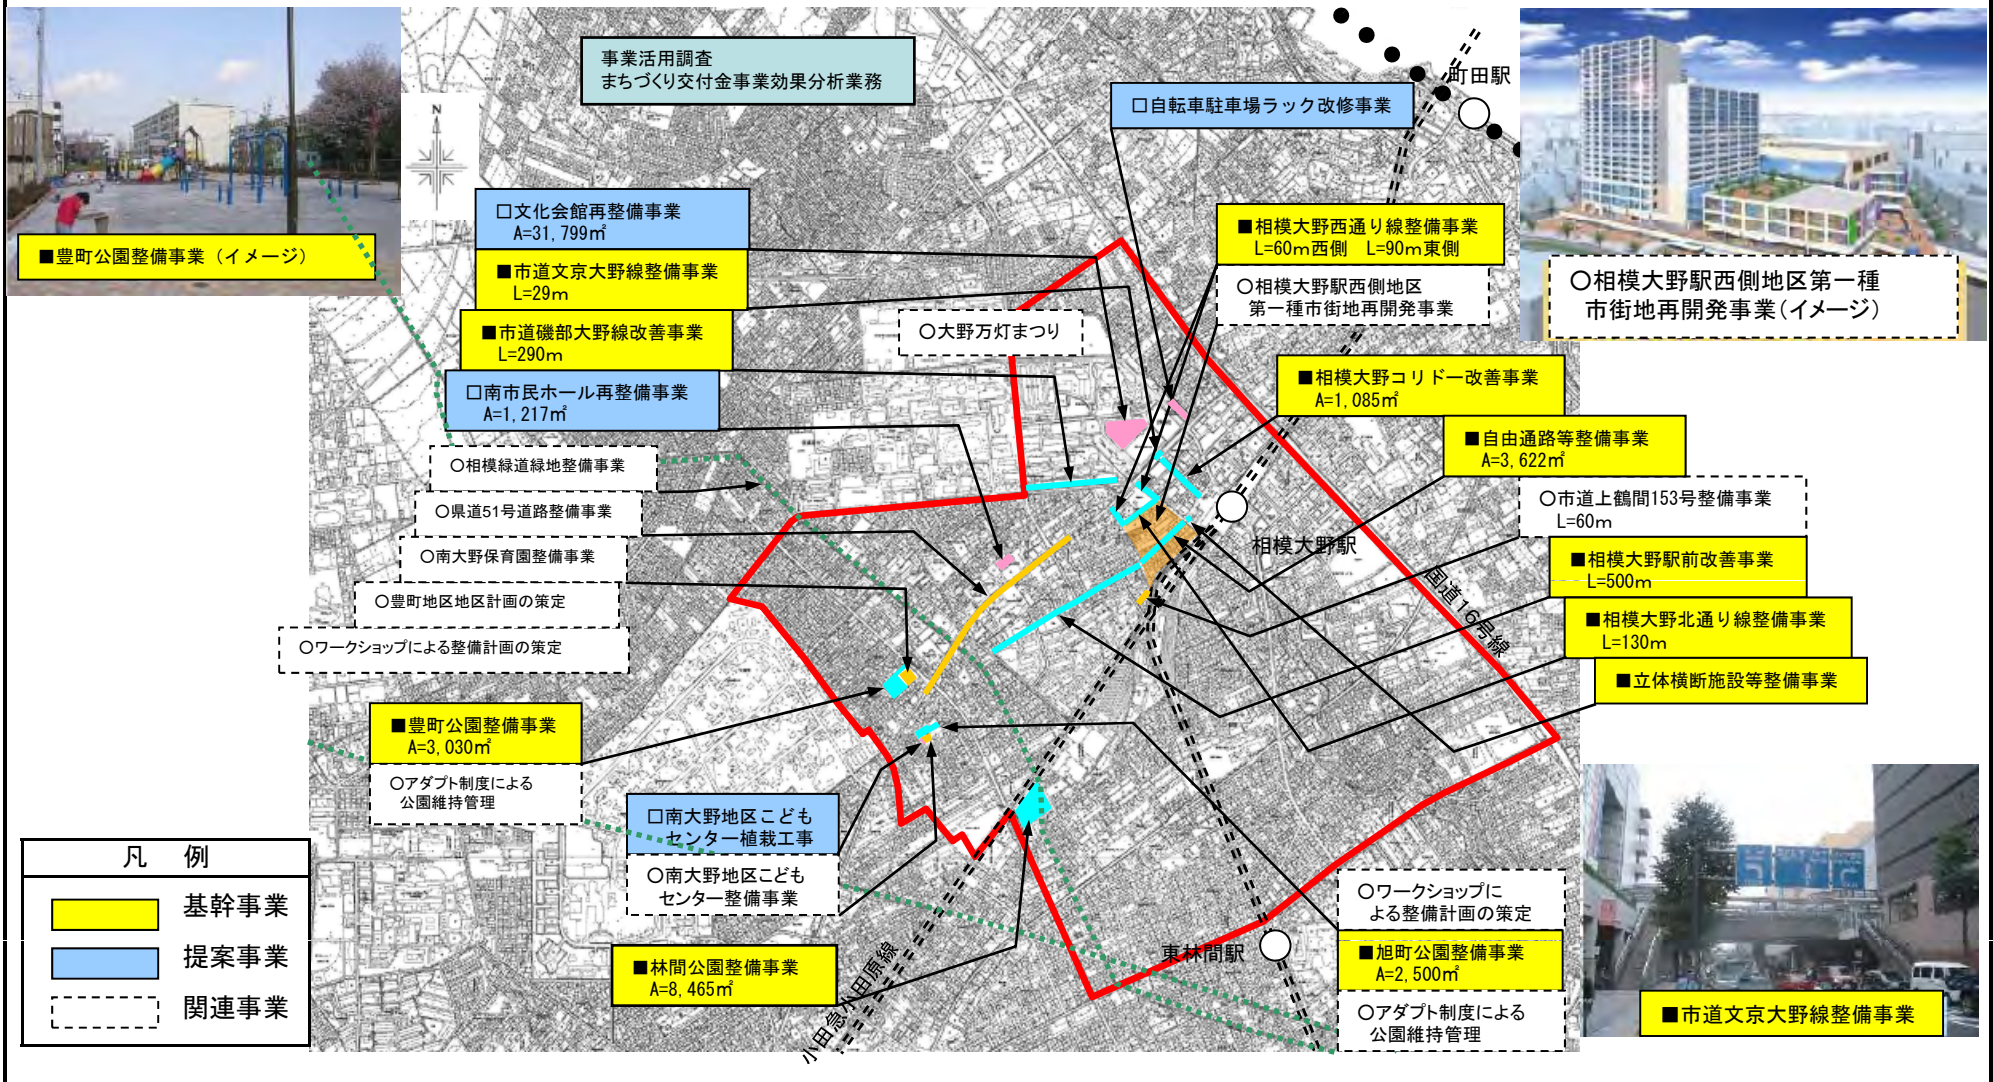 事業活用調査
まちづくり交付金事業効果分析業務
町田駅
□自転車駐車場ラック改修事業
N
□文化会館再整備事業
A=31,799㎡
■市道文京大野線整備事業
L=29m
■市道磯部大野線改善事業
L=290m
□南市民ホール再整備事業
A=1,217㎡
■豊町公園整備事業（イメージ）
■相模大野西通り線整備事業
L=60m西側　L=90m東側
○相模大野駅西側地区
第一種市街地再開発事業
○相模大野駅西側地区第一種
市街地再開発事業（イメージ）
○大野万灯まつり
■相模大野コリドー改善事業
A=1,085㎡
■自由通路等整備事業
A=3,622㎡
○市道上鶴間153号整備事業
L=60m
■相模大野駅前改善事業
L=500m
■相模大野北通り線整備事業
L=130m
■立体横断施設等整備事業
○相模緑道緑地整備事業
○県道51号道路整備事業
○南大野保育園整備事業
○豊町地区地区計画の策定
○ワークショップによる整備計画の策定
相模大野駅
国道16号線
■豊町公園整備事業
A=3,030㎡
○アダプト制度による
公園維持管理
□南大野地区こども
センター植栽工事
○南大野地区こども
センター整備事業
■林間公園整備事業
A=8,465㎡
小田急小田原線
東林間駅
○ワークショップに
よる整備計画の策定
■旭町公園整備事業
A=2,500㎡
○アダプト制度による
公園維持管理
■市道文京大野線整備事業
凡　例
基幹事業
提案事業
関連事業